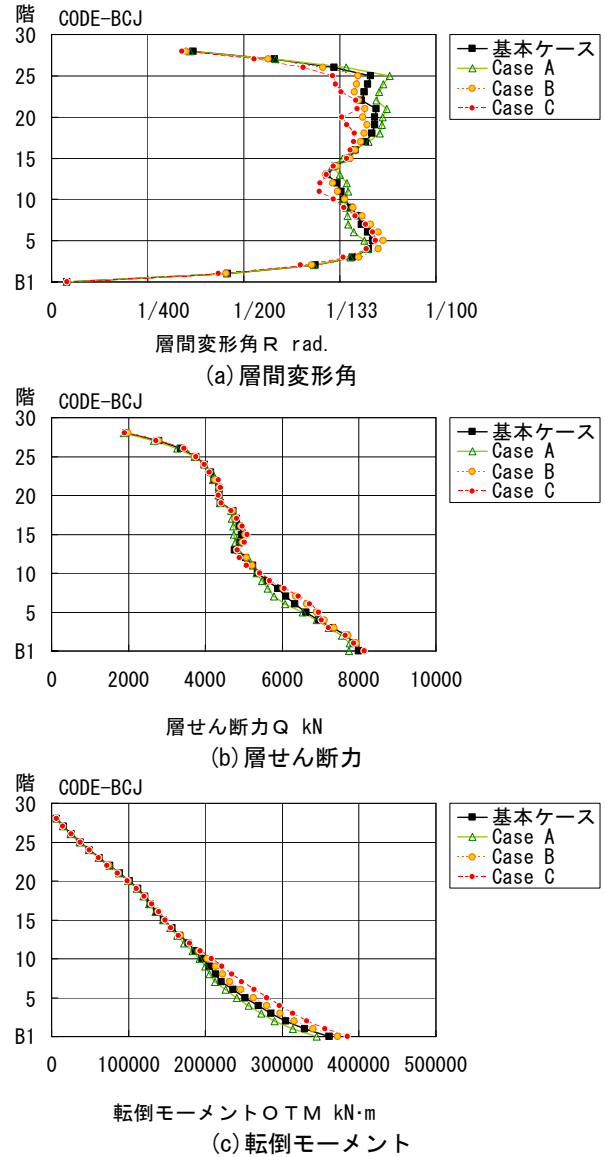 階 CODE-BCJ
30
25
20
15
10
5
B1
0 1/400 1/200 1/133 1/100
層間変形角R rad.
基本ケース
Case A
Case B
Case C
(a)層間変形角
階 CODE-BCJ
30
25
20
15
10
5
B1
0 2000 4000 6000 8000 10000
層せん断力Q kN
基本ケース
Case A
Case B
Case C
(b)層せん断力
階 CODE-BCJ
30
25
20
15
10
5
B1
0 100000 200000 300000 400000 500000
転倒モーメントOTM kN·m
基本ケース
Case A
Case B
Case C
(c)転倒モーメント